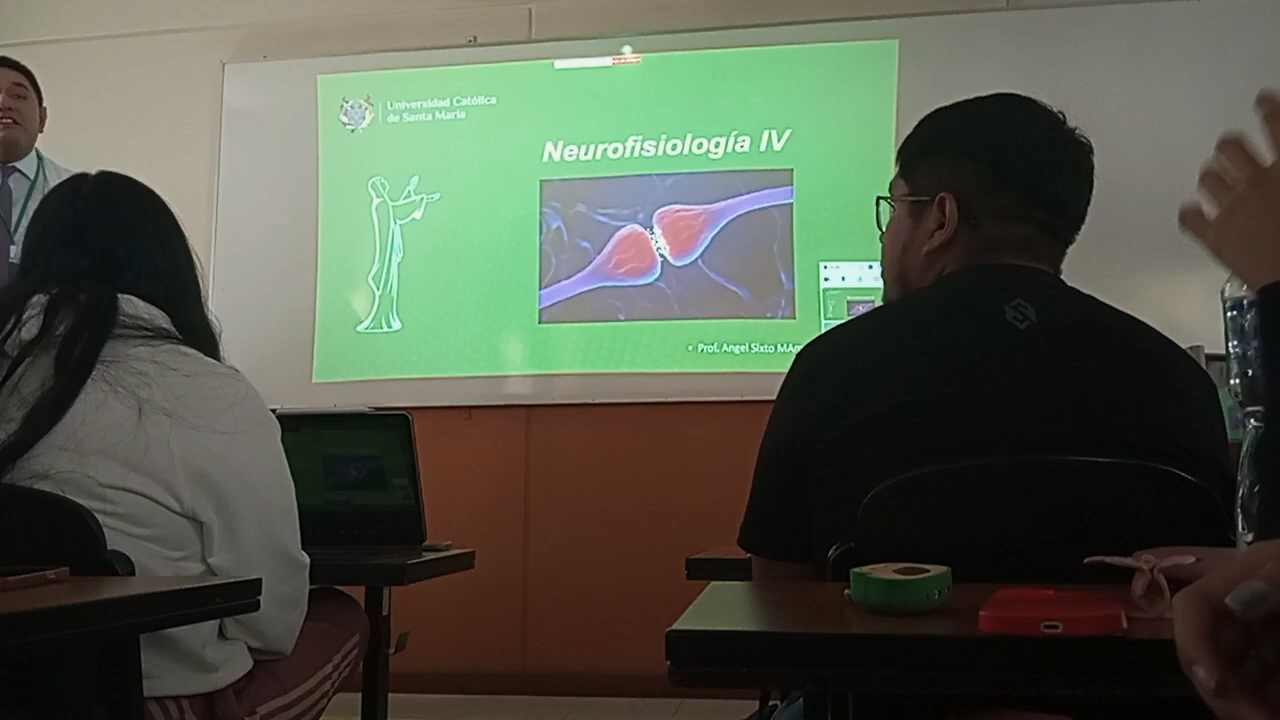 Universidad Católica
de Santa María
Neurofisiología IV
• Prof. Angel Sixto